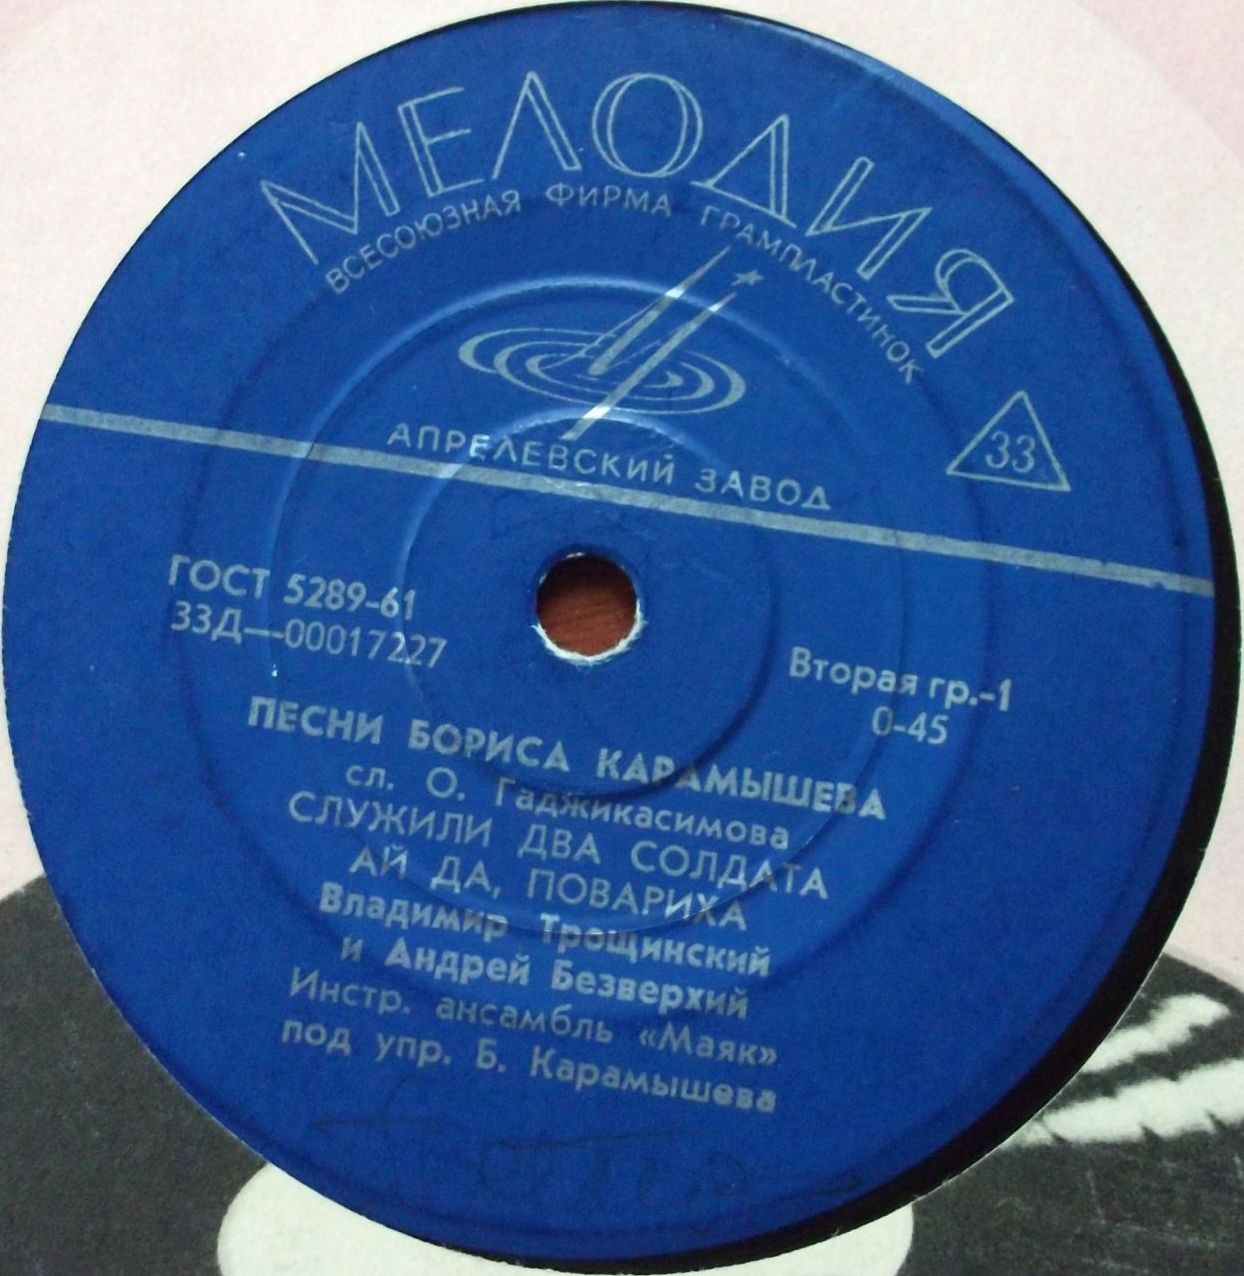 МЕЛОДИЯ
ВСЕСОЮЗНАЯ ФИРМА ГРАМПЛАСТИНОК
33
АПРЕЛЕВСКИЙ ЗАВОД
ГОСТ 5289-61
33Д—00017227
Вторая гр.-1
0-45
ПЕСНИ БОРИСА КАРАМЫШЕВА
сл. О. Гаджикасимова
СЛУЖИЛИ ДВА СОЛДАТА
АЙ ДА, ПОВАРИХА
Владимир Трощинский
и Андрей Безверхий
Инстр. ансамбль «Маяк»
под упр. Б. Карамышева